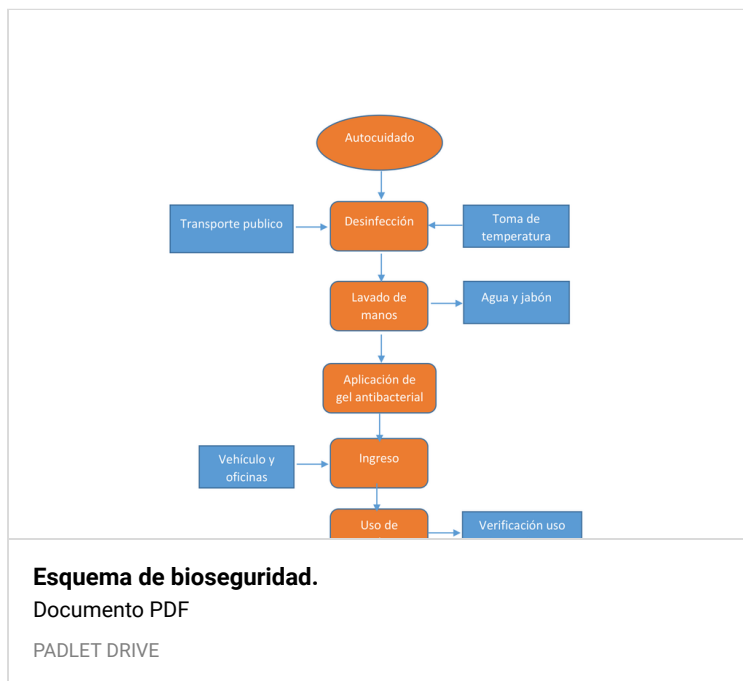 Autocuidado
Transporte publico
Desinfección
Toma de
temperatura
Lavado de
manos
Agua y jabón
Aplicación de
gel antibacterial
Vehículo y
oficinas
Ingreso
Uso de
Verificación uso
Esquema de bioseguridad.
Documento PDF
PADLET DRIVE